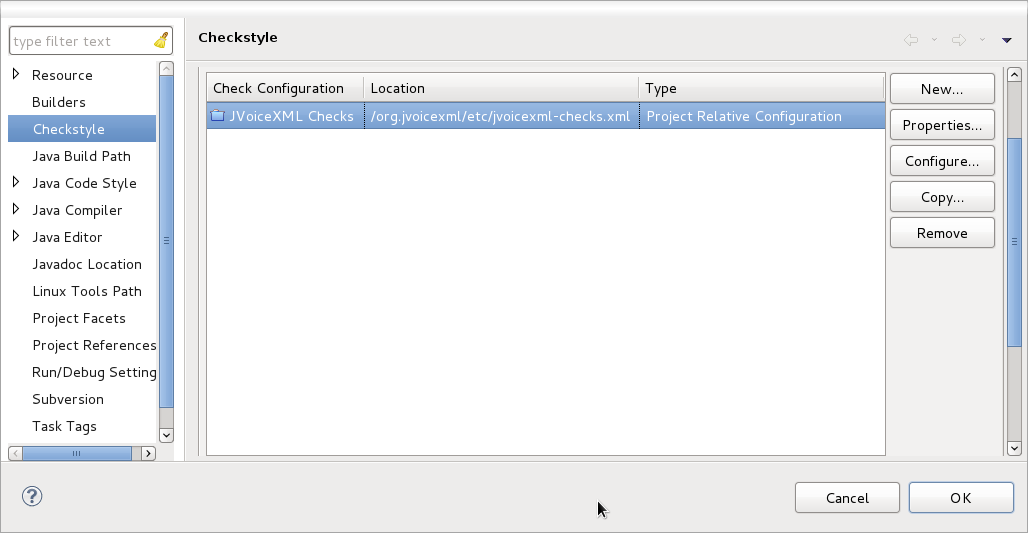 type filter text
Resource
Builders
Checkstyle
Java Build Path
Java Code Style
Java Compiler
Java Editor
Javadoc Location
Linux Tools Path
Project Facets
Project References
Run/Debug Setting
Subversion
Task Tags
Checkstyle
Check Configuration Location Type
JVoiceXML Checks /org.jvoicexml/etc/jvoicexml-checks.xml Project Relative Configuration
New...
Properties...
Configure...
Copy...
Remove
?
Cancel OK